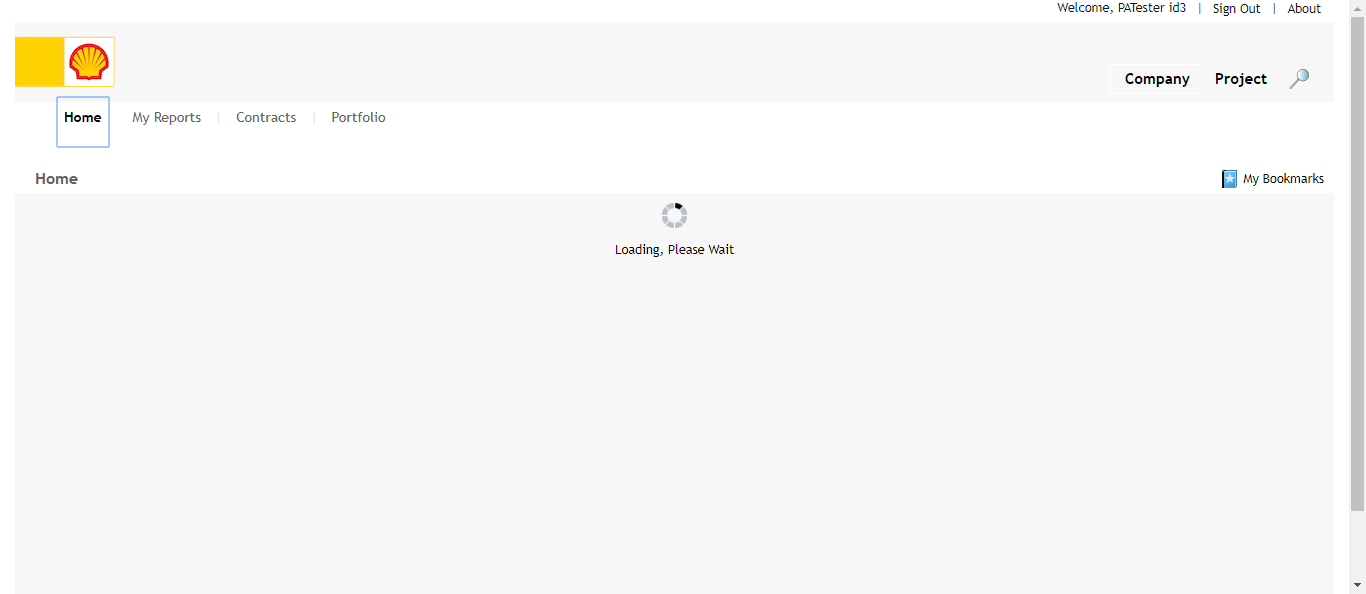 Welcome, PATester id3 | Sign Out | About
Company Project
Home My Reports | Contracts | Portfolio
Home My Bookmarks
Loading, Please Wait